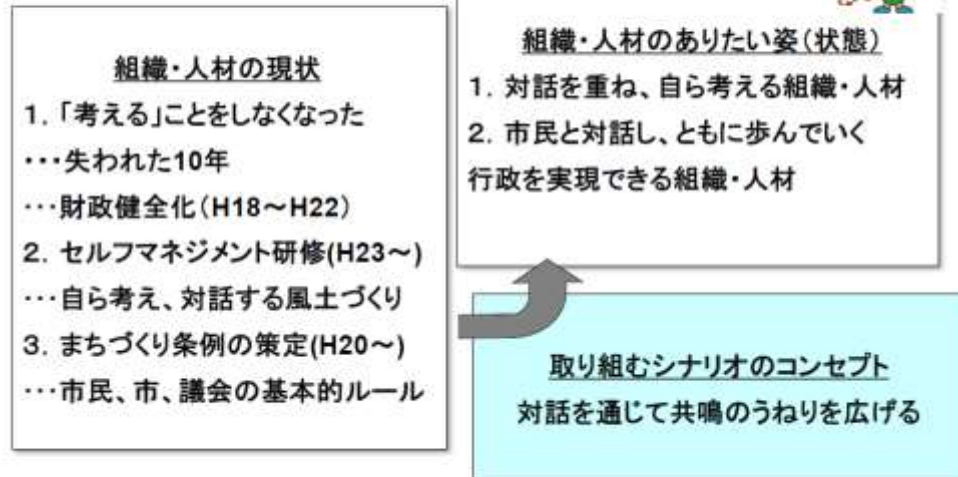 組織・人材の現状
1．「考える」ことをしなくなった
・・・失われた10年
・・・財政健全化（H18～H22）
2．セルフマネジメント研修(H23～)
・・・自ら考え、対話する風土づくり
3．まちづくり条例の策定(H20～)
・・・市民、市、議会の基本的ルール
組織・人材のありたい姿（状態）
1．対話を重ね、自ら考える組織・人材
2．市民と対話し、ともに歩んでいく
行政を実現できる組織・人材
取り組むシナリオのコンセプト
対話を通じて共鳴のうねりを広げる